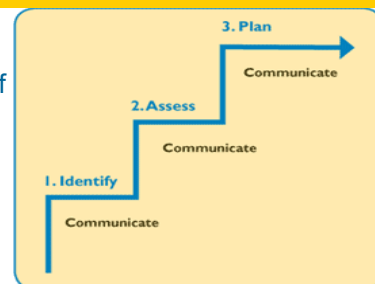 3. Plan
Communicate
f
2. Assess
Communicate
1. Identify
Communicate